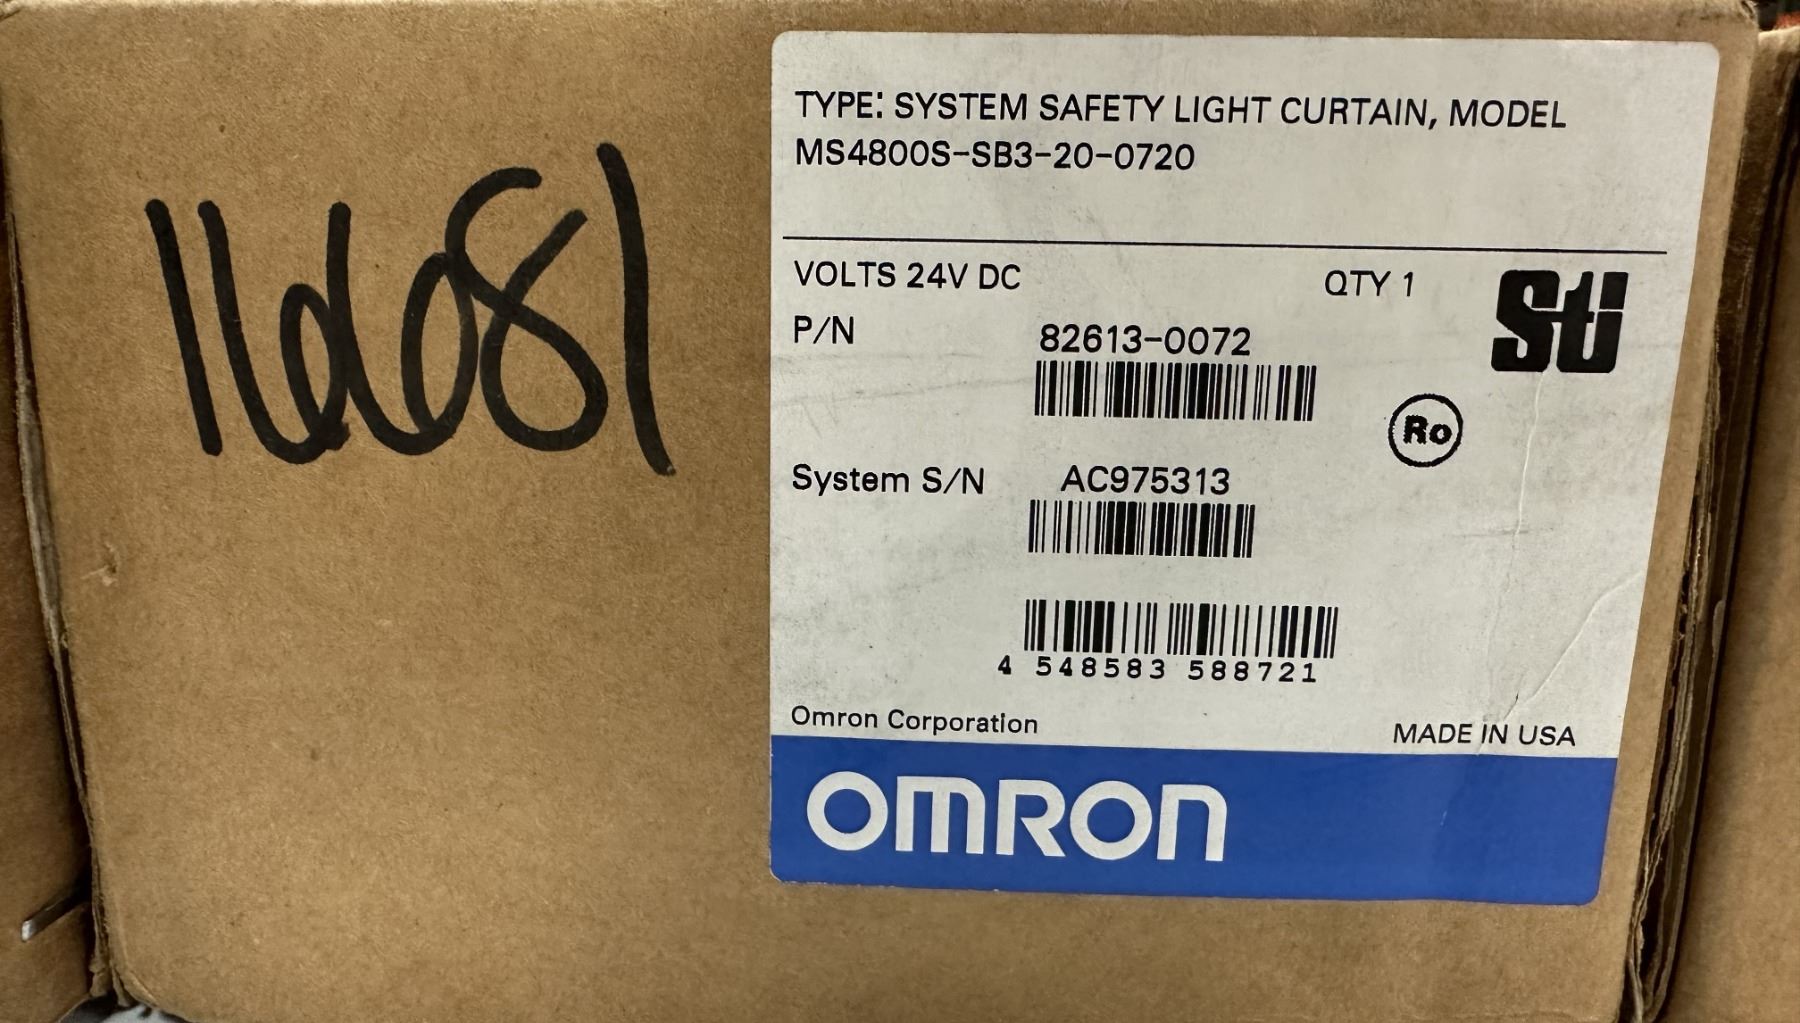 16681
TYPE: SYSTEM SAFETY LIGHT CURTAIN, MODEL
MS4800S-SB3-20-0720
VOLTS 24V DC QTY 1
Sti
P/N 82613-0072
Ro
System S/N AC975313
4 548583 588721
Omron Corporation MADE IN USA
OMRON